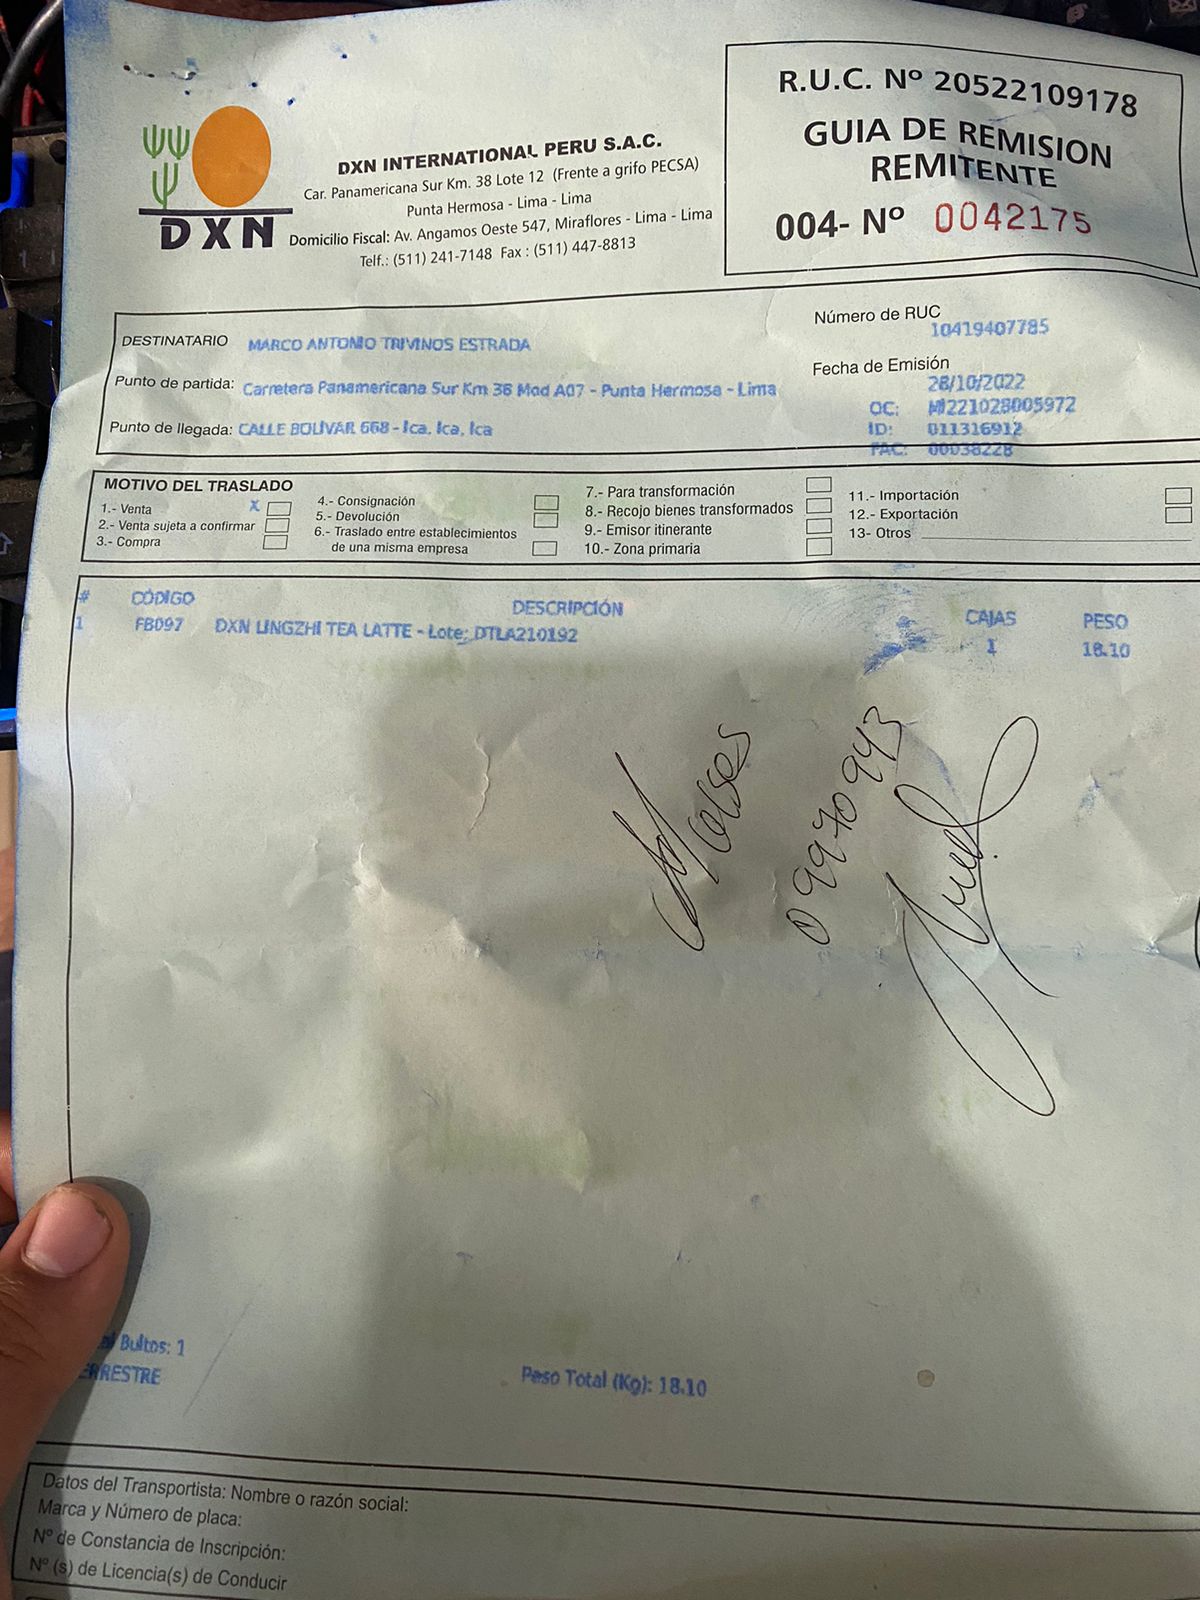 R.U.C. Nº 20522109178
GUIA DE REMISION
REMITENTE
004- Nº 0042175
DXN
DXN INTERNATIONAL PERU S.A.C.
Car. Panamericana Sur Km. 38 Lote 12 (Frente a grifo PECSA)
Punta Hermosa - Lima - Lima
Domicilio Fiscal: Av. Angamos Oeste 547, Miraflores - Lima - Lima
Telf.: (511) 241-7148 Fax : (511) 447-8813
DESTINATARIO MARCO ANTONIO TRIVINOS ESTRADA
Número de RUC
10419407785
Punto de partida: Carretera Panamericana Sur Km 38 Mod A07 - Punta Hermosa - Lima
Fecha de Emisión
28/10/2022
Punto de llegada: CALLE BOLIVAR 668 - Ica, Ica, Ica
OC: MI221028005972
ID: 011316912
FAC: 00038228
MOTIVO DEL TRASLADO
1.- Venta X
2.- Venta sujeta a confirmar
3.- Compra
4.- Consignación
5.- Devolución
6.- Traslado entre establecimientos
de una misma empresa
7.- Para transformación
8.- Recojo bienes transformados
9.- Emisor itinerante
10.- Zona primaria
11.- Importación
12.- Exportación
13- Otros
# CÓDIGO DESCRIPCIÓN CAJAS PESO
1 FB097 DXN LINGZHI TEA LATTE - Lote: DTLA210192 1 18.10
Moises
09970943
Bultos: 1
Peso Total (Kg): 18.10
Datos del Transportista: Nombre o razón social:
Marca y Número de placa:
Nº de Constancia de Inscripción:
Nº (s) de Licencia(s) de Conducir